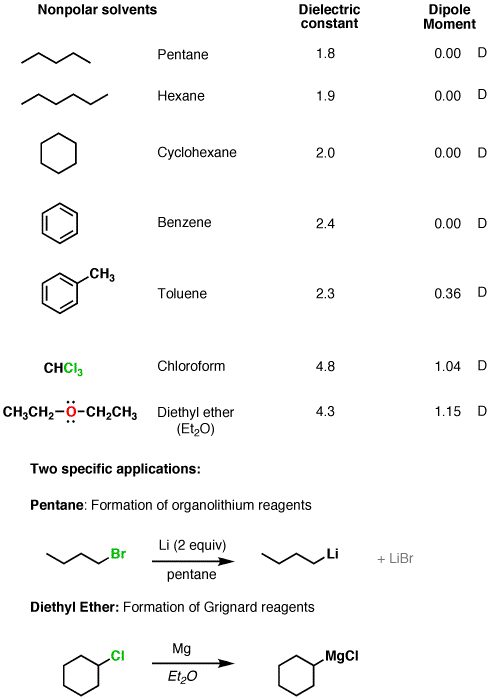 Nonpolar solvents Dielectric constant Dipole Moment
Pentane 1.8 0.00 D
Hexane 1.9 0.00 D
Cyclohexane 2.0 0.00 D
Benzene 2.4 0.00 D
CH₃
Toluene 2.3 0.36 D
CHCl₃ Chloroform 4.8 1.04 D
CH₃CH₂–O–CH₂CH₃ Diethyl ether 4.3 1.15 D
(Et₂O)
Two specific applications:
Pentane: Formation of organolithium reagents
Br Li (2 equiv) Li + LiBr
pentane
Diethyl Ether: Formation of Grignard reagents
Cl Mg MgCl
Et₂O